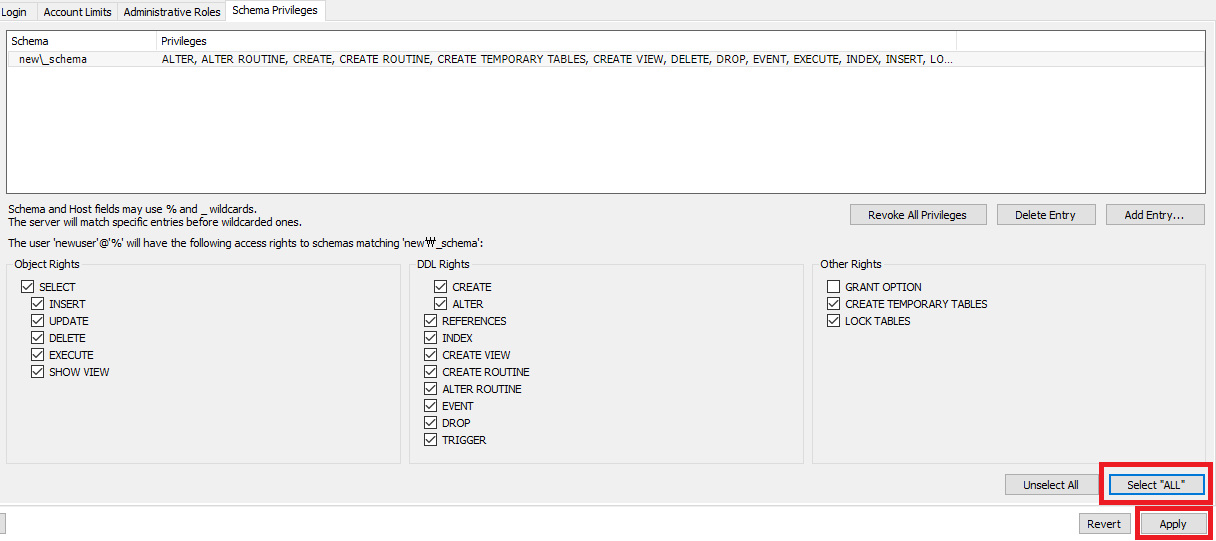 Login Account Limits Administrative Roles Schema Privileges
Schema Privileges
new\_schema ALTER, ALTER ROUTINE, CREATE, CREATE ROUTINE, CREATE TEMPORARY TABLES, CREATE VIEW, DELETE, DROP, EVENT, EXECUTE, INDEX, INSERT, LO...
Schema and Host fields may use % and _ wildcards.
The server will match specific entries before wildcarded ones.
Revoke All Privileges Delete Entry Add Entry...
The user 'newuser'@'%' will have the following access rights to schemas matching 'new₩_schema':
Object Rights
SELECT
INSERT
UPDATE
DELETE
EXECUTE
SHOW VIEW
DDL Rights
CREATE
ALTER
REFERENCES
INDEX
CREATE VIEW
CREATE ROUTINE
ALTER ROUTINE
EVENT
DROP
TRIGGER
Other Rights
GRANT OPTION
CREATE TEMPORARY TABLES
LOCK TABLES
Unselect All Select "ALL"
Revert Apply